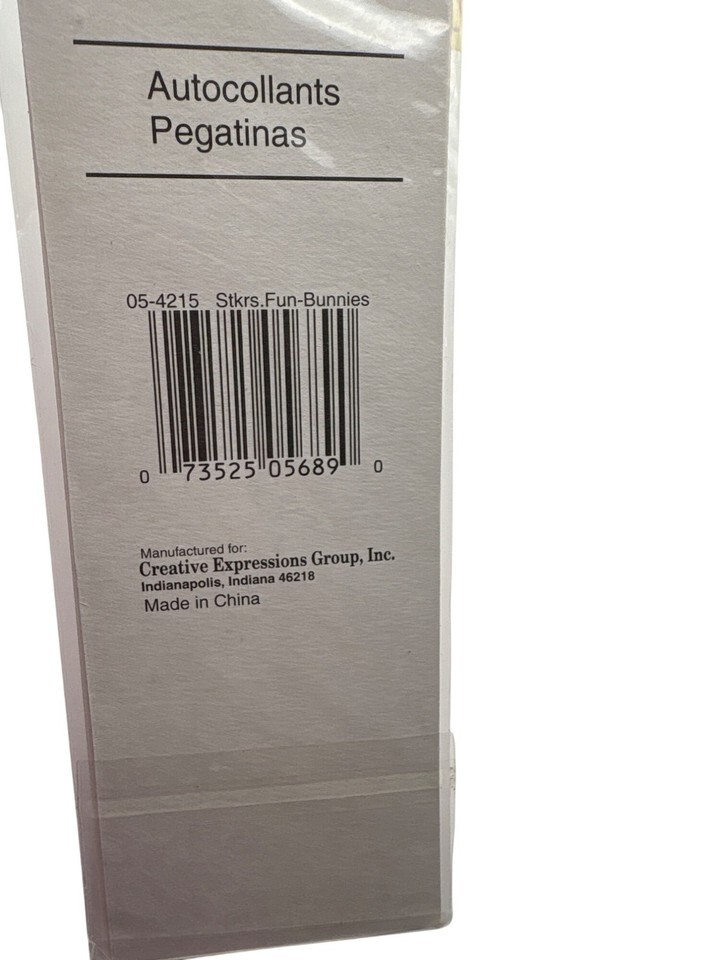 Autocollants
Pegatinas
05-4215 Stkrs.Fun-Bunnies
0 73525 05689 0
Manufactured for:
Creative Expressions Group, Inc.
Indianapolis, Indiana 46218
Made in China